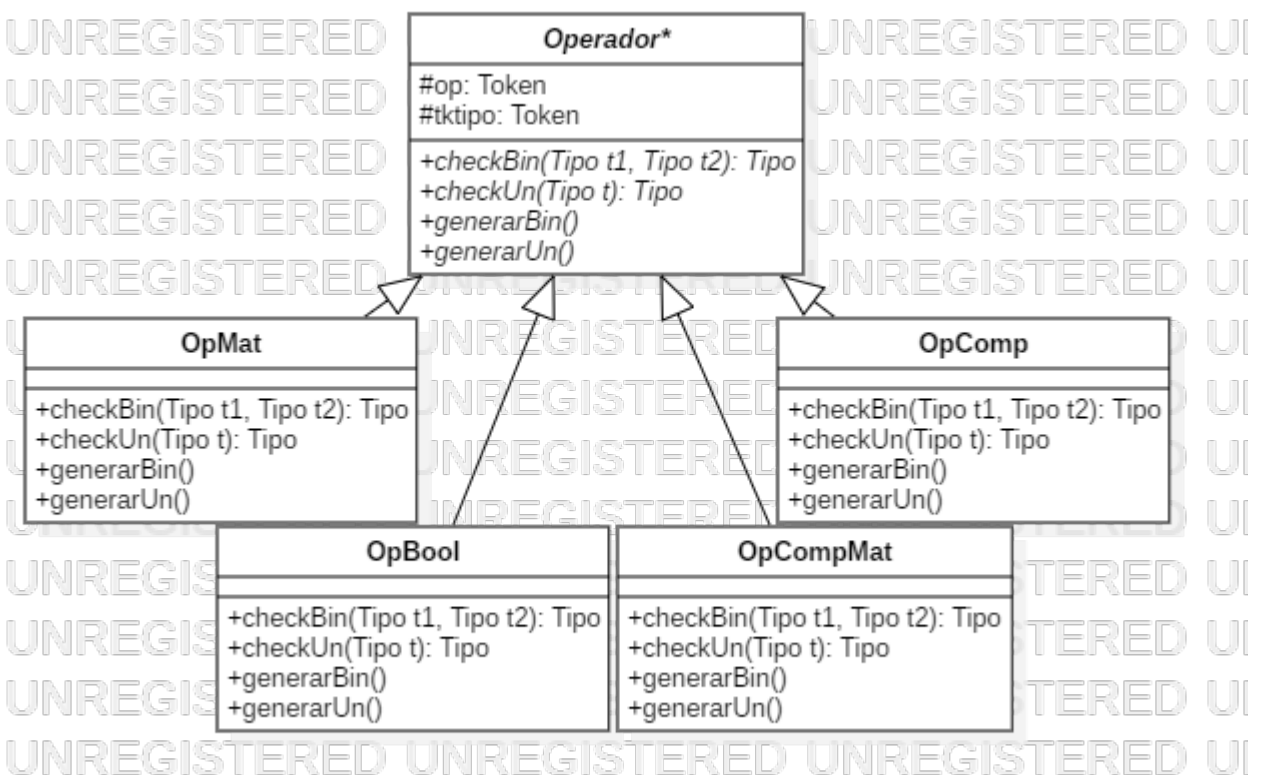 Operador*
#op: Token
#tktipo: Token
+checkBin(Tipo t1, Tipo t2): Tipo
+checkUn(Tipo t): Tipo
+generarBin()
+generarUn()
OpMat
+checkBin(Tipo t1, Tipo t2): Tipo
+checkUn(Tipo t): Tipo
+generarBin()
+generarUn()
OpComp
+checkBin(Tipo t1, Tipo t2): Tipo
+checkUn(Tipo t): Tipo
+generarBin()
+generarUn()
OpBool
+checkBin(Tipo t1, Tipo t2): Tipo
+checkUn(Tipo t): Tipo
+generarBin()
+generarUn()
OpCompMat
+checkBin(Tipo t1, Tipo t2): Tipo
+checkUn(Tipo t): Tipo
+generarBin()
+generarUn()
UNREGISTERED UNREGISTERED UNREGISTERED